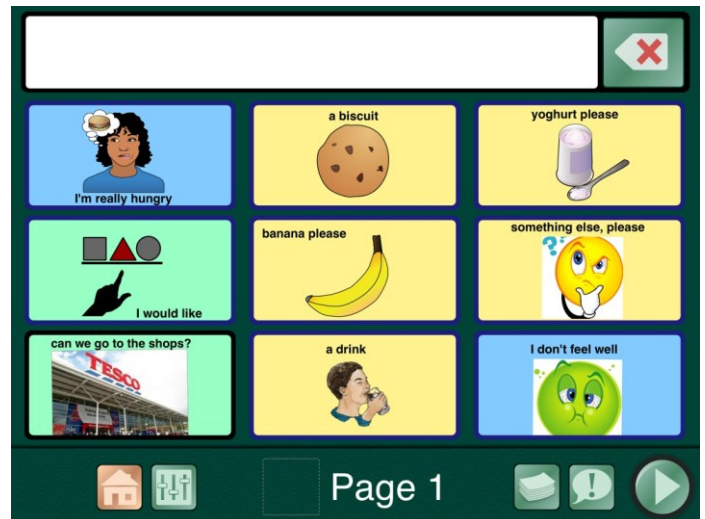 a biscuit
yoghurt please
I'm really hungry
banana please
something else, please
I would like
can we go to the shops?
TESCO
a drink
I don't feel well
Page 1